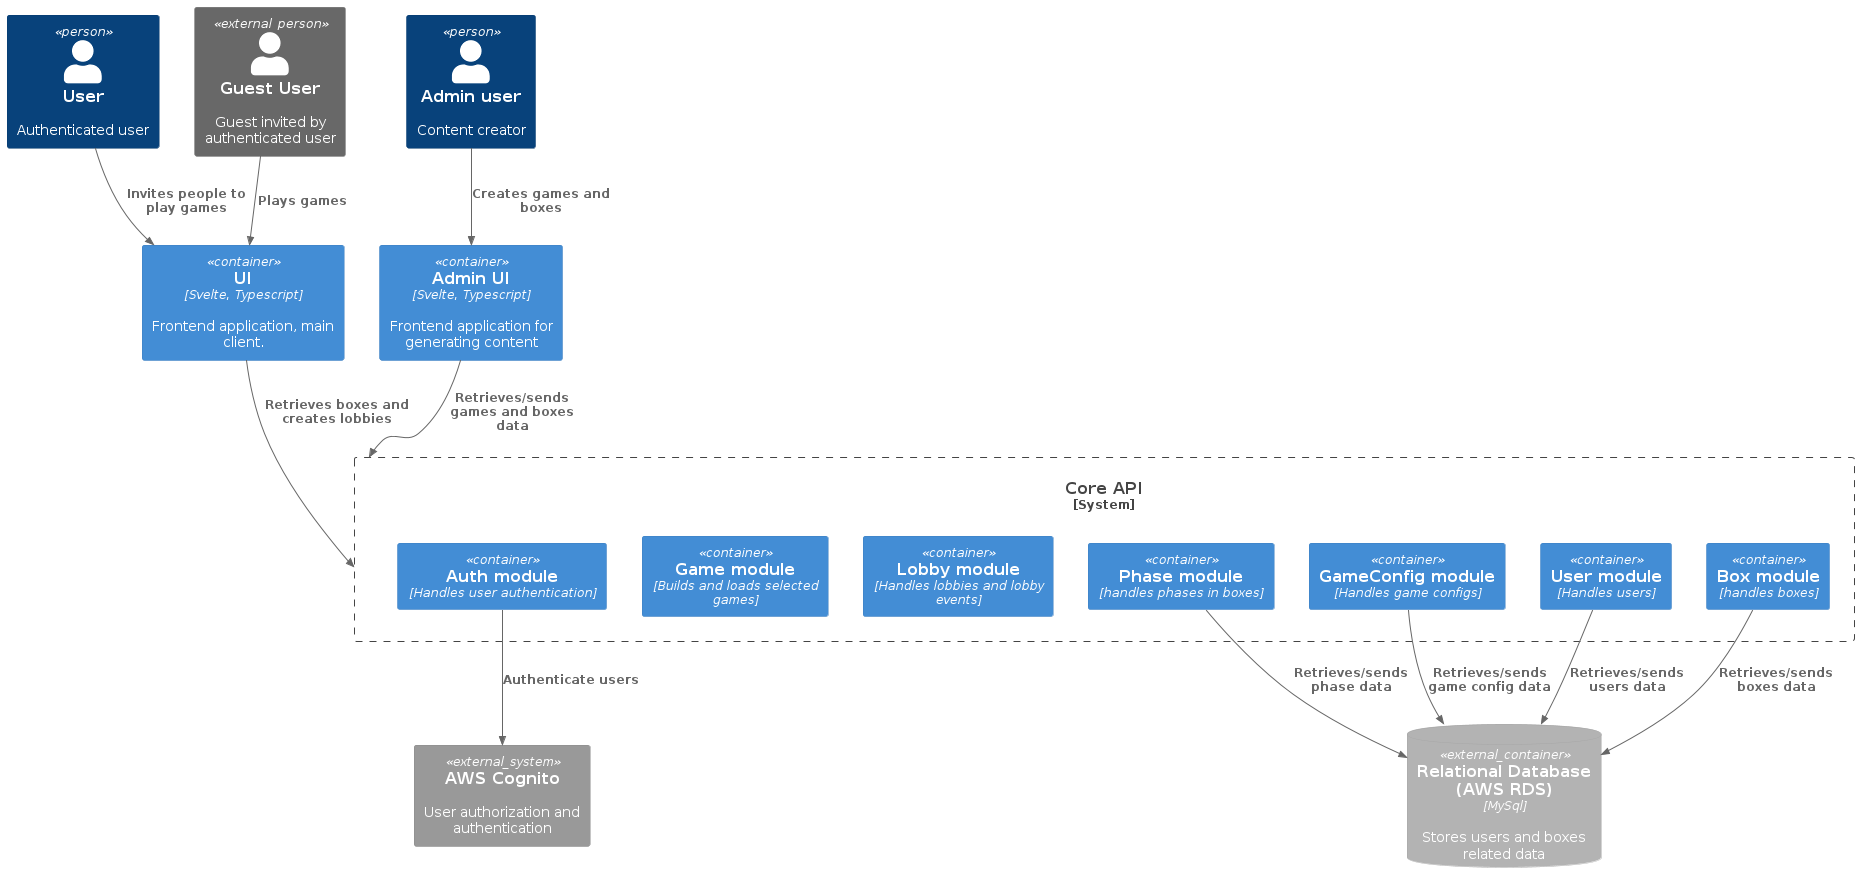 «person»
User
Authenticated user
«external_person»
Guest User
Guest invited by
authenticated user
«person»
Admin user
Content creator
Invites people to
play games
Plays games
Creates games and
boxes
«container»
UI
[Svelte, Typescript]
Frontend application, main
client.
«container»
Admin UI
[Svelte, Typescript]
Frontend application for
generating content
Retrieves boxes and
creates lobbies
Retrieves/sends
games and boxes
data
Core API
[System]
«container»
Auth module
[Handles user authentication]
«container»
Game module
[Builds and loads selected
games]
«container»
Lobby module
[Handles lobbies and lobby
events]
«container»
Phase module
[handles phases in boxes]
«container»
GameConfig module
[Handles game configs]
«container»
User module
[Handles users]
«container»
Box module
[handles boxes]
Authenticate users
Retrieves/sends
phase data
Retrieves/sends
game config data
Retrieves/sends
users data
Retrieves/sends
boxes data
«external_system»
AWS Cognito
User authorization and
authentication
«external_container»
Relational Database
(AWS RDS)
[MySql]
Stores users and boxes
related data